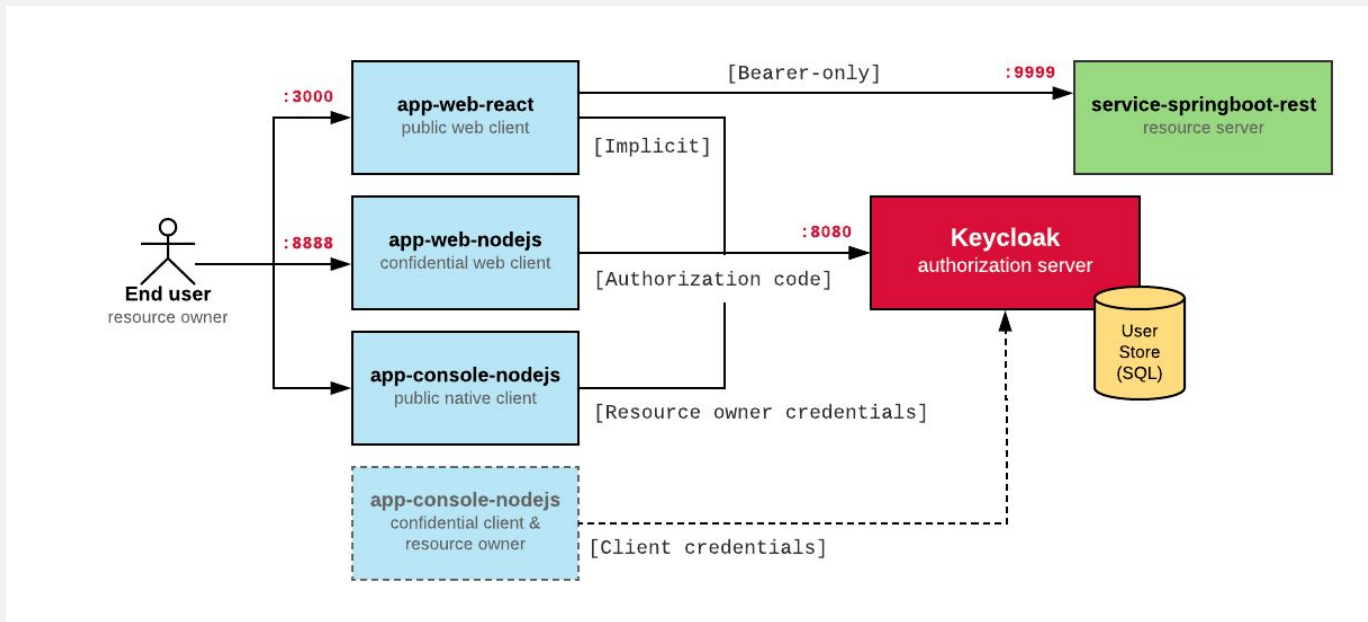 [Bearer-only]
:9999
:3000
app-web-react
public web client
service-springboot-rest
resource server
[Implicit]
:8888
app-web-nodejs
confidential web client
:8080
Keycloak
authorization server
[Authorization code]
End user
resource owner
User
Store
(SQL)
app-console-nodejs
public native client
[Resource owner credentials]
app-console-nodejs
confidential client &
resource owner
[Client credentials]